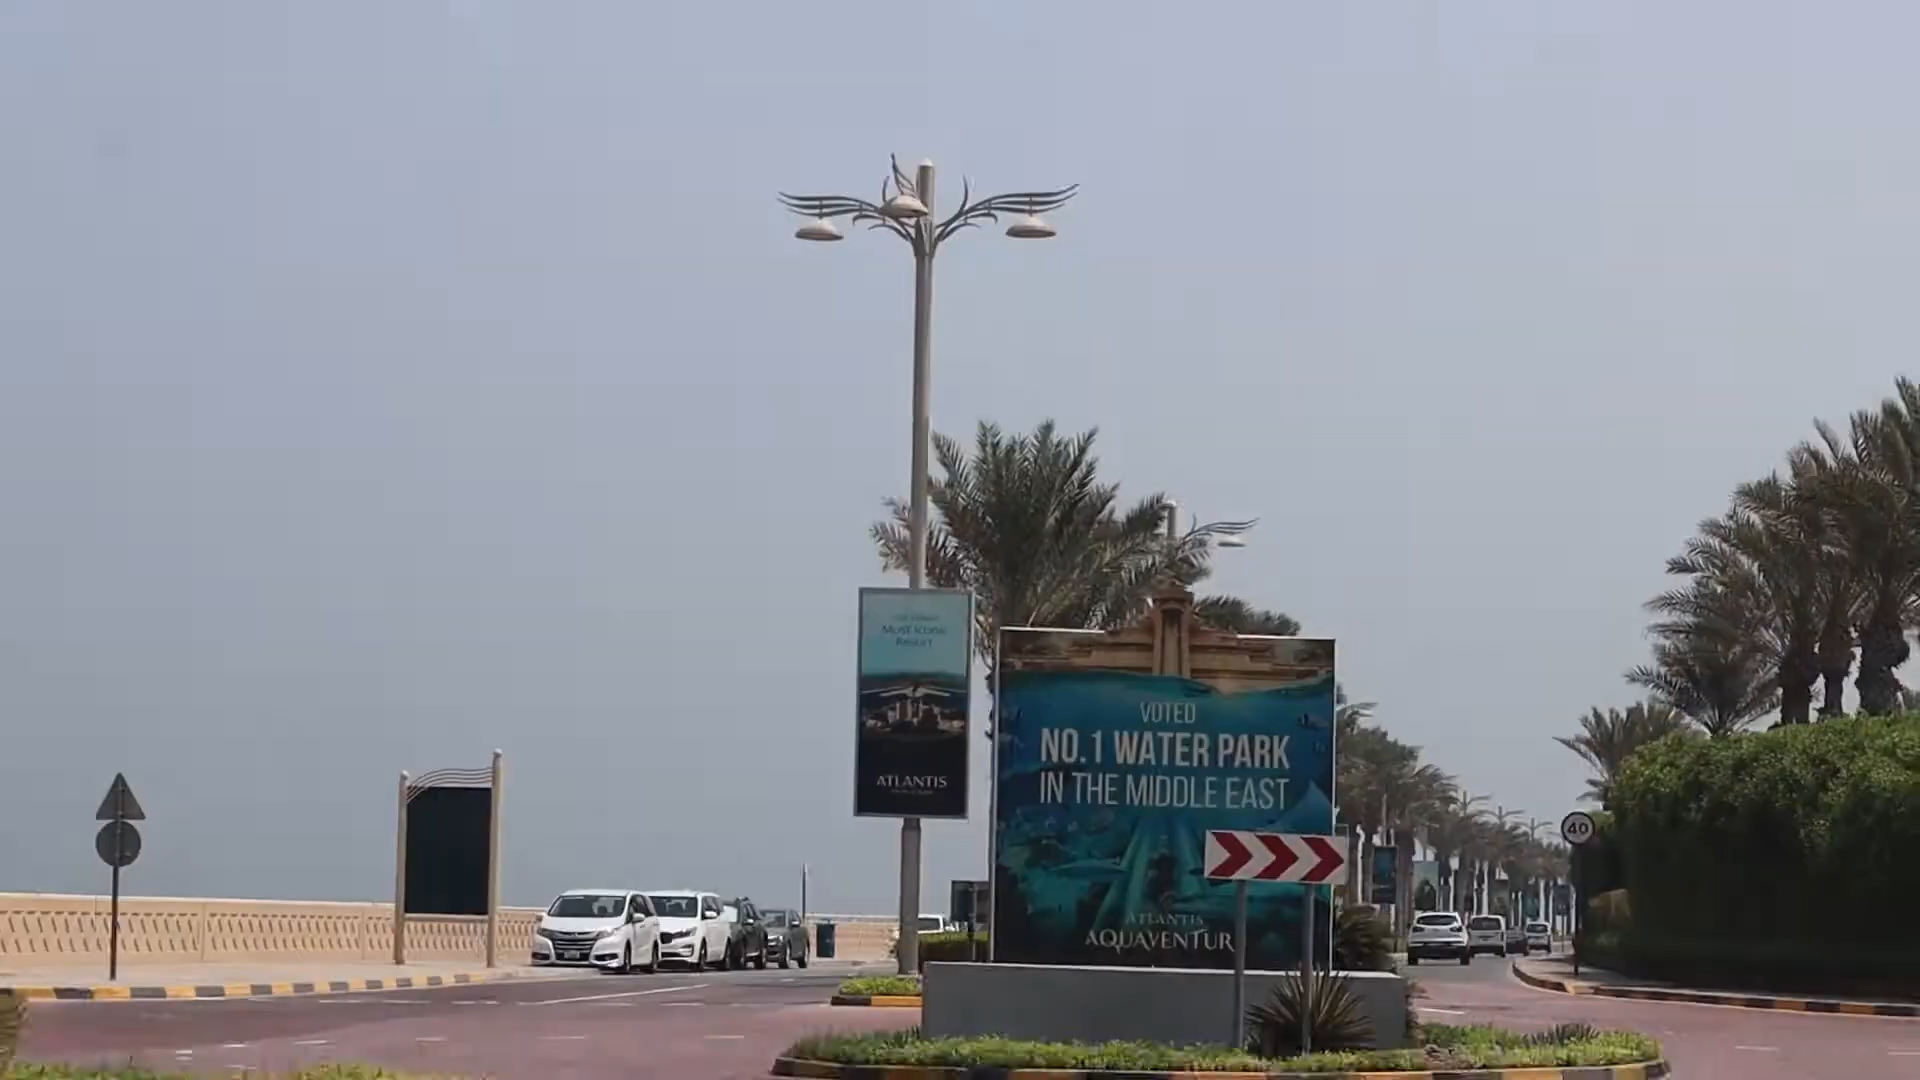 Most Iconic
Resort
ATLANTIS
VOTED
NO.1 WATER PARK
IN THE MIDDLE EAST
ATLANTIS
AQUAVENTUR
40